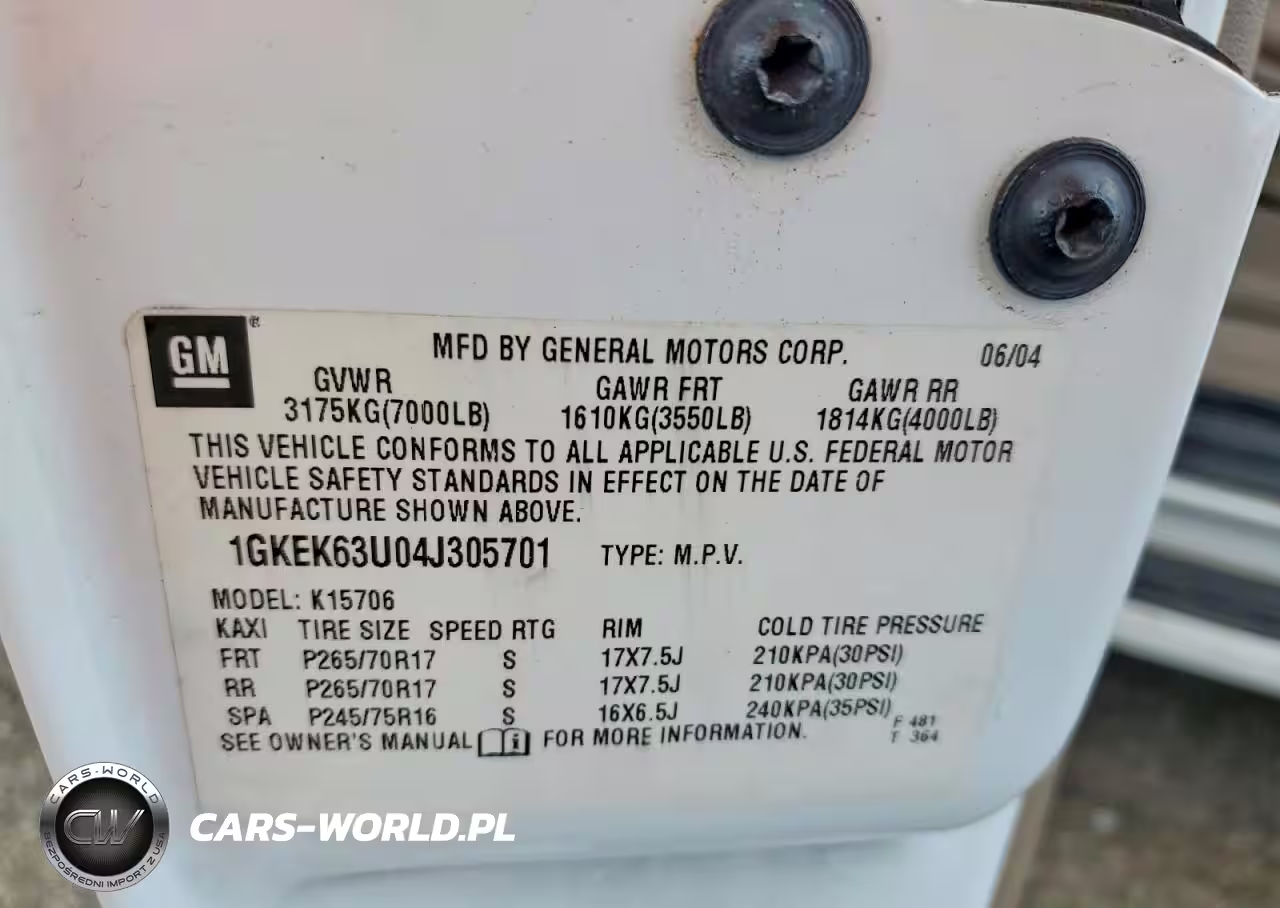 GM®
MFD BY GENERAL MOTORS CORP. 06/04
GVWR GAWR FRT GAWR RR
3175KG(7000LB) 1610KG(3550LB) 1814KG(4000LB)
THIS VEHICLE CONFORMS TO ALL APPLICABLE U.S. FEDERAL MOTOR
VEHICLE SAFETY STANDARDS IN EFFECT ON THE DATE OF
MANUFACTURE SHOWN ABOVE.
1GKEK63U04J305701 TYPE: M.P.V.
MODEL: K15706
KAXI TIRE SIZE SPEED RTG RIM COLD TIRE PRESSURE
FRT P265/70R17 S 17X7.5J 210KPA(30PSI)
RR P265/70R17 S 17X7.5J 210KPA(30PSI)
SPA P245/75R16 S 16X6.5J 240KPA(35PSI)
F 481
T 364
SEE OWNER'S MANUAL FOR MORE INFORMATION.
CARS-WORLD
CW
BEZPOŚREDNI IMPORT Z USA
CARS-WORLD.PL